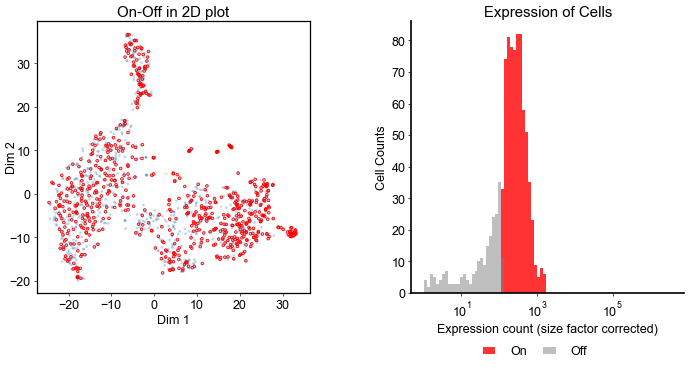 On-Off in 2D plot
Dim 2
30
20
10
0
−10
−20
−20 −10 0 10 20 30
Dim 1
Expression of Cells
Cell Counts
80
70
60
50
40
30
20
10
0
10^1 10^3 10^5
Expression count (size factor corrected)
On Off